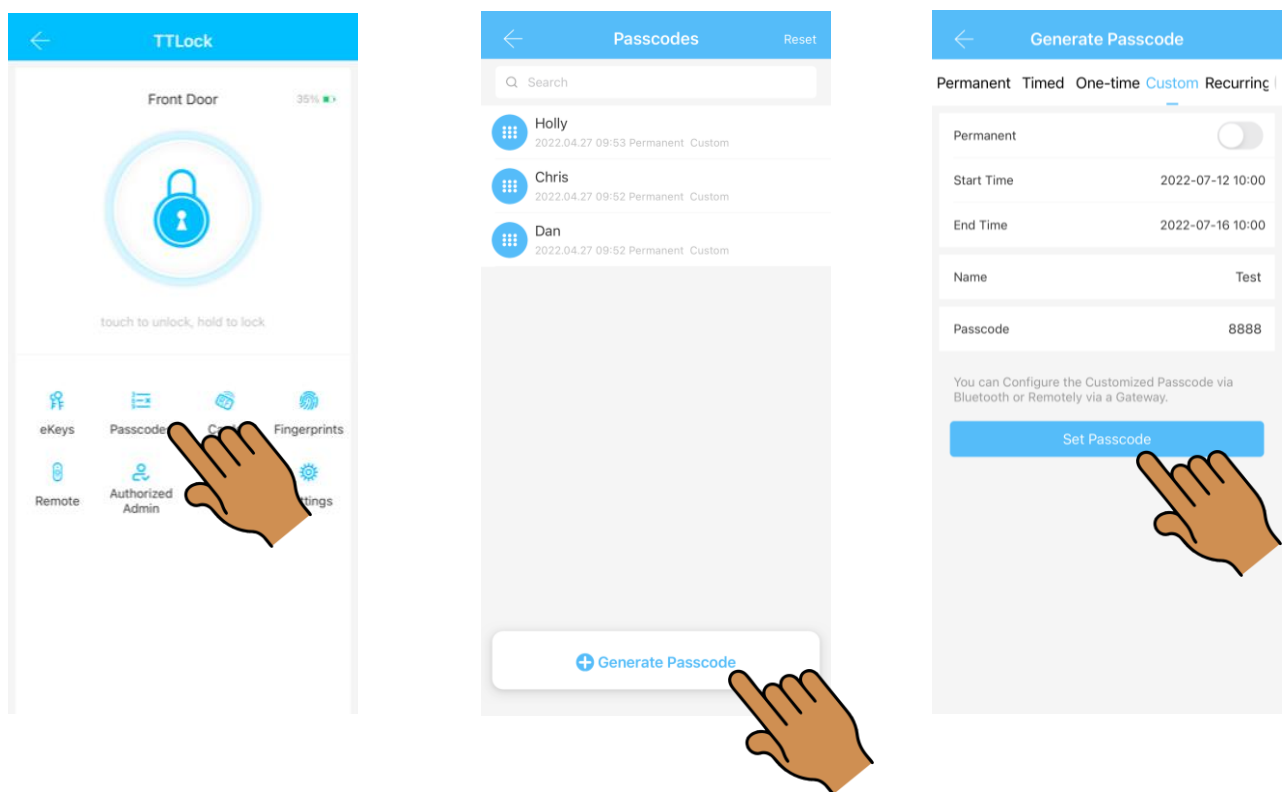 TTLock
Front Door
35%
touch to unlock, hold to lock
eKeys
Passcodes
Fingerprints
Remote
Authorized
Admin
Passcodes
Reset
Search
Holly
2022.04.27 09:53 Permanent Custom
Chris
2022.04.27 09:52 Permanent Custom
Dan
2022.04.27 09:52 Permanent Custom
Generate Passcode
Generate Passcode
Permanent Timed One-time Custom Recurring
Permanent
Start Time 2022-07-12 10:00
End Time 2022-07-16 10:00
Name Test
Passcode 8888
You can Configure the Customized Passcode via
Bluetooth or Remotely via a Gateway.
Set Passcode